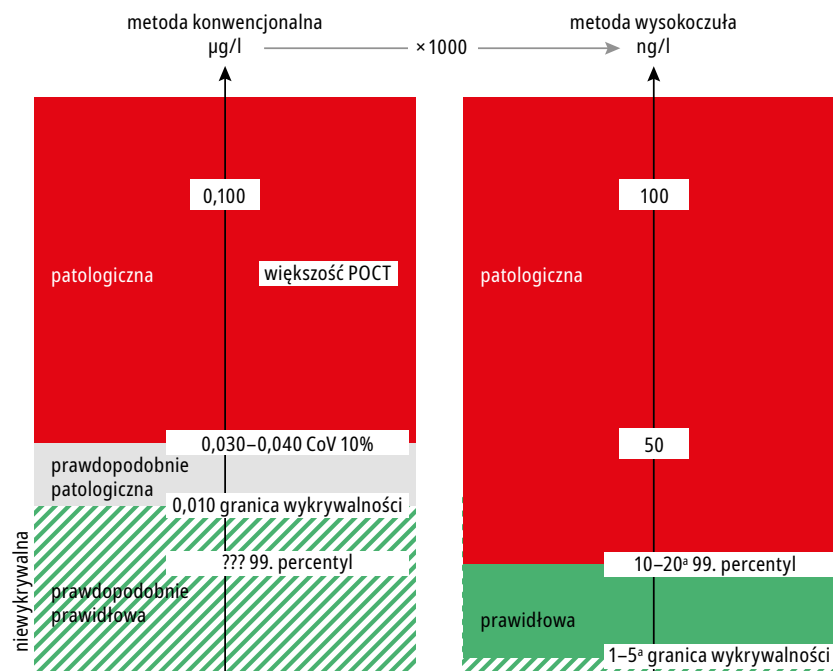 metoda konwencjonalna
µg/l
×1000
metoda wysokoczuła
ng/l
0,100
patologiczna
większość POCT
0,030–0,040 CoV 10%
prawdopodobnie
patologiczna
0,010 granica wykrywalności
??? 99. percentyl
prawdopodobnie
prawidłowa
niewykrywalna
100
patologiczna
50
10–20ᵃ 99. percentyl
prawidłowa
1–5ᵃ granica wykrywalności